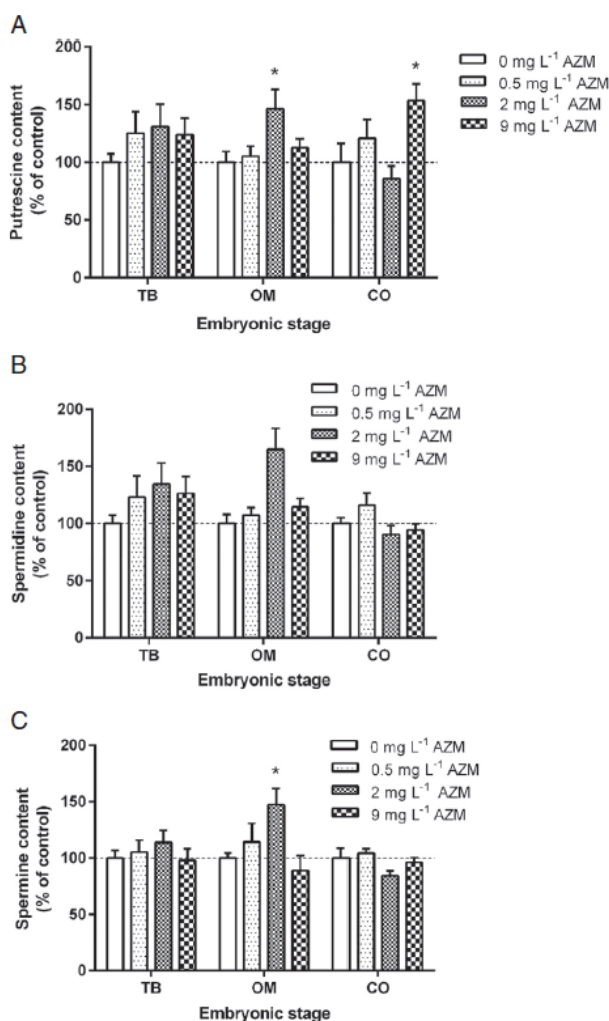 A
Putrescine content
(% of control)
200
150
100
50
0
*
*
TB
OM
CO
Embryonic stage
0 mg L⁻¹ AZM
0.5 mg L⁻¹ AZM
2 mg L⁻¹ AZM
9 mg L⁻¹ AZM
B
Spermidine content
(% of control)
200
150
100
50
0
TB
OM
CO
Embryonic stage
0 mg L⁻¹ AZM
0.5 mg L⁻¹ AZM
2 mg L⁻¹ AZM
9 mg L⁻¹ AZM
C
Spermine content
(% of control)
200
150
100
50
0
*
TB
OM
CO
Embryonic stage
0 mg L⁻¹ AZM
0.5 mg L⁻¹ AZM
2 mg L⁻¹ AZM
9 mg L⁻¹ AZM